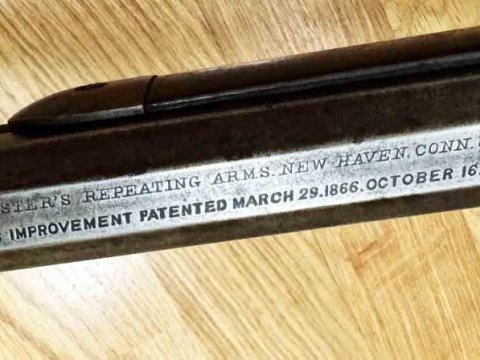 STER'S REPEATING ARMS. NEW-HAVEN. CONN.
IMPROVEMENT PATENTED MARCH 29.1866. OCTOBER 16